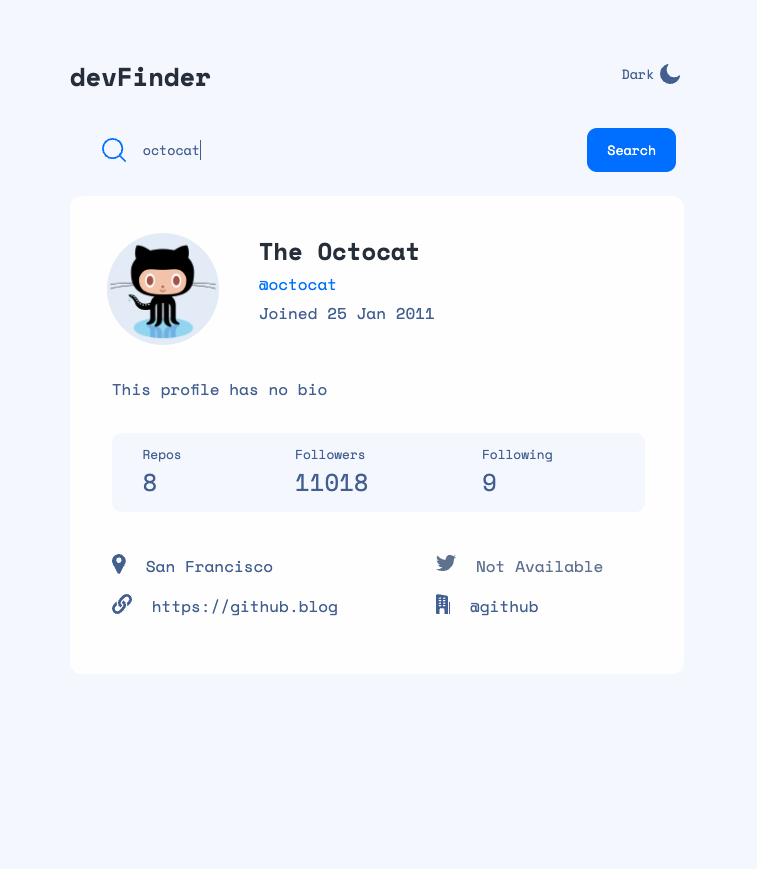 devFinder
Dark
octocat
Search
The Octocat
@octocat
Joined 25 Jan 2011
This profile has no bio
Repos Followers Following
8 11018 9
San Francisco Not Available
https://github.blog @github